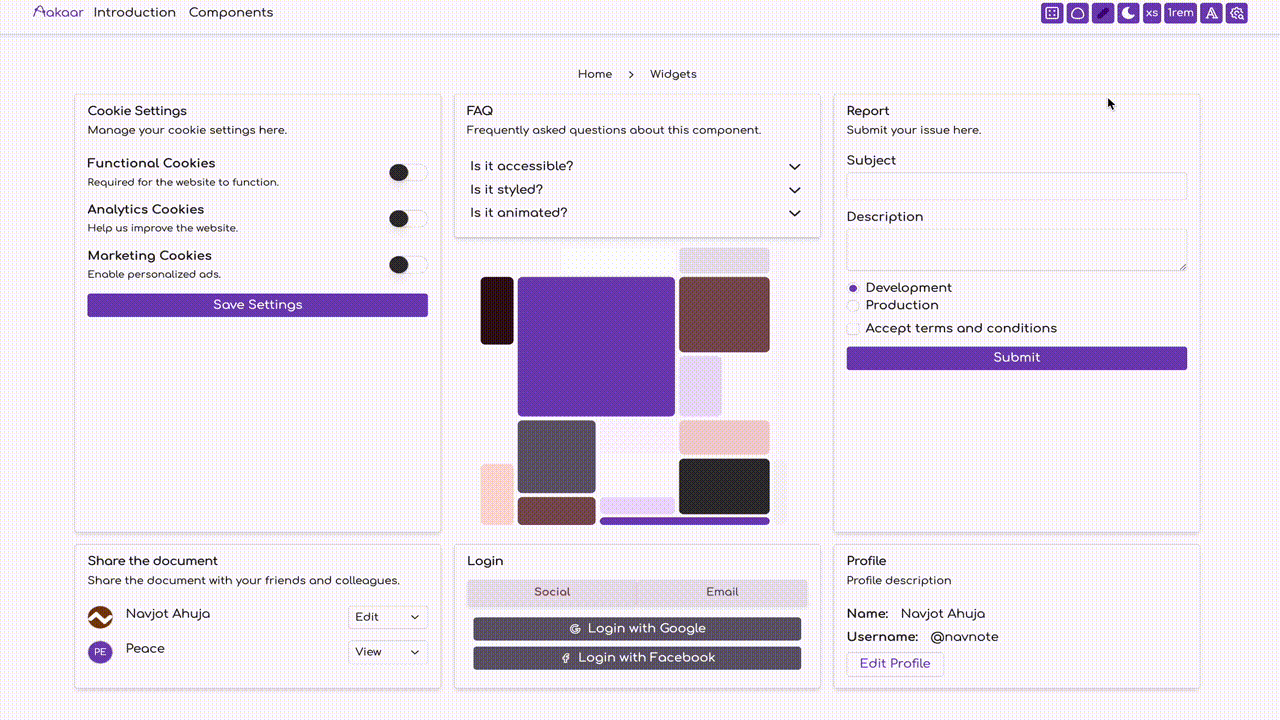 Aakaar Introduction Components xs 1rem A
Home > Widgets
Cookie Settings
Manage your cookie settings here.
Functional Cookies
Required for the website to function.
Analytics Cookies
Help us improve the website.
Marketing Cookies
Enable personalized ads.
Save Settings
FAQ
Frequently asked questions about this component.
Is it accessible?
Is it styled?
Is it animated?
Report
Submit your issue here.
Subject
Description
Development
Production
Accept terms and conditions
Submit
Share the document
Share the document with your friends and colleagues.
Navjot Ahuja Edit
PE Peace View
Login
Social Email
G Login with Google
f Login with Facebook
Profile
Profile description
Name: Navjot Ahuja
Username: @navnote
Edit Profile